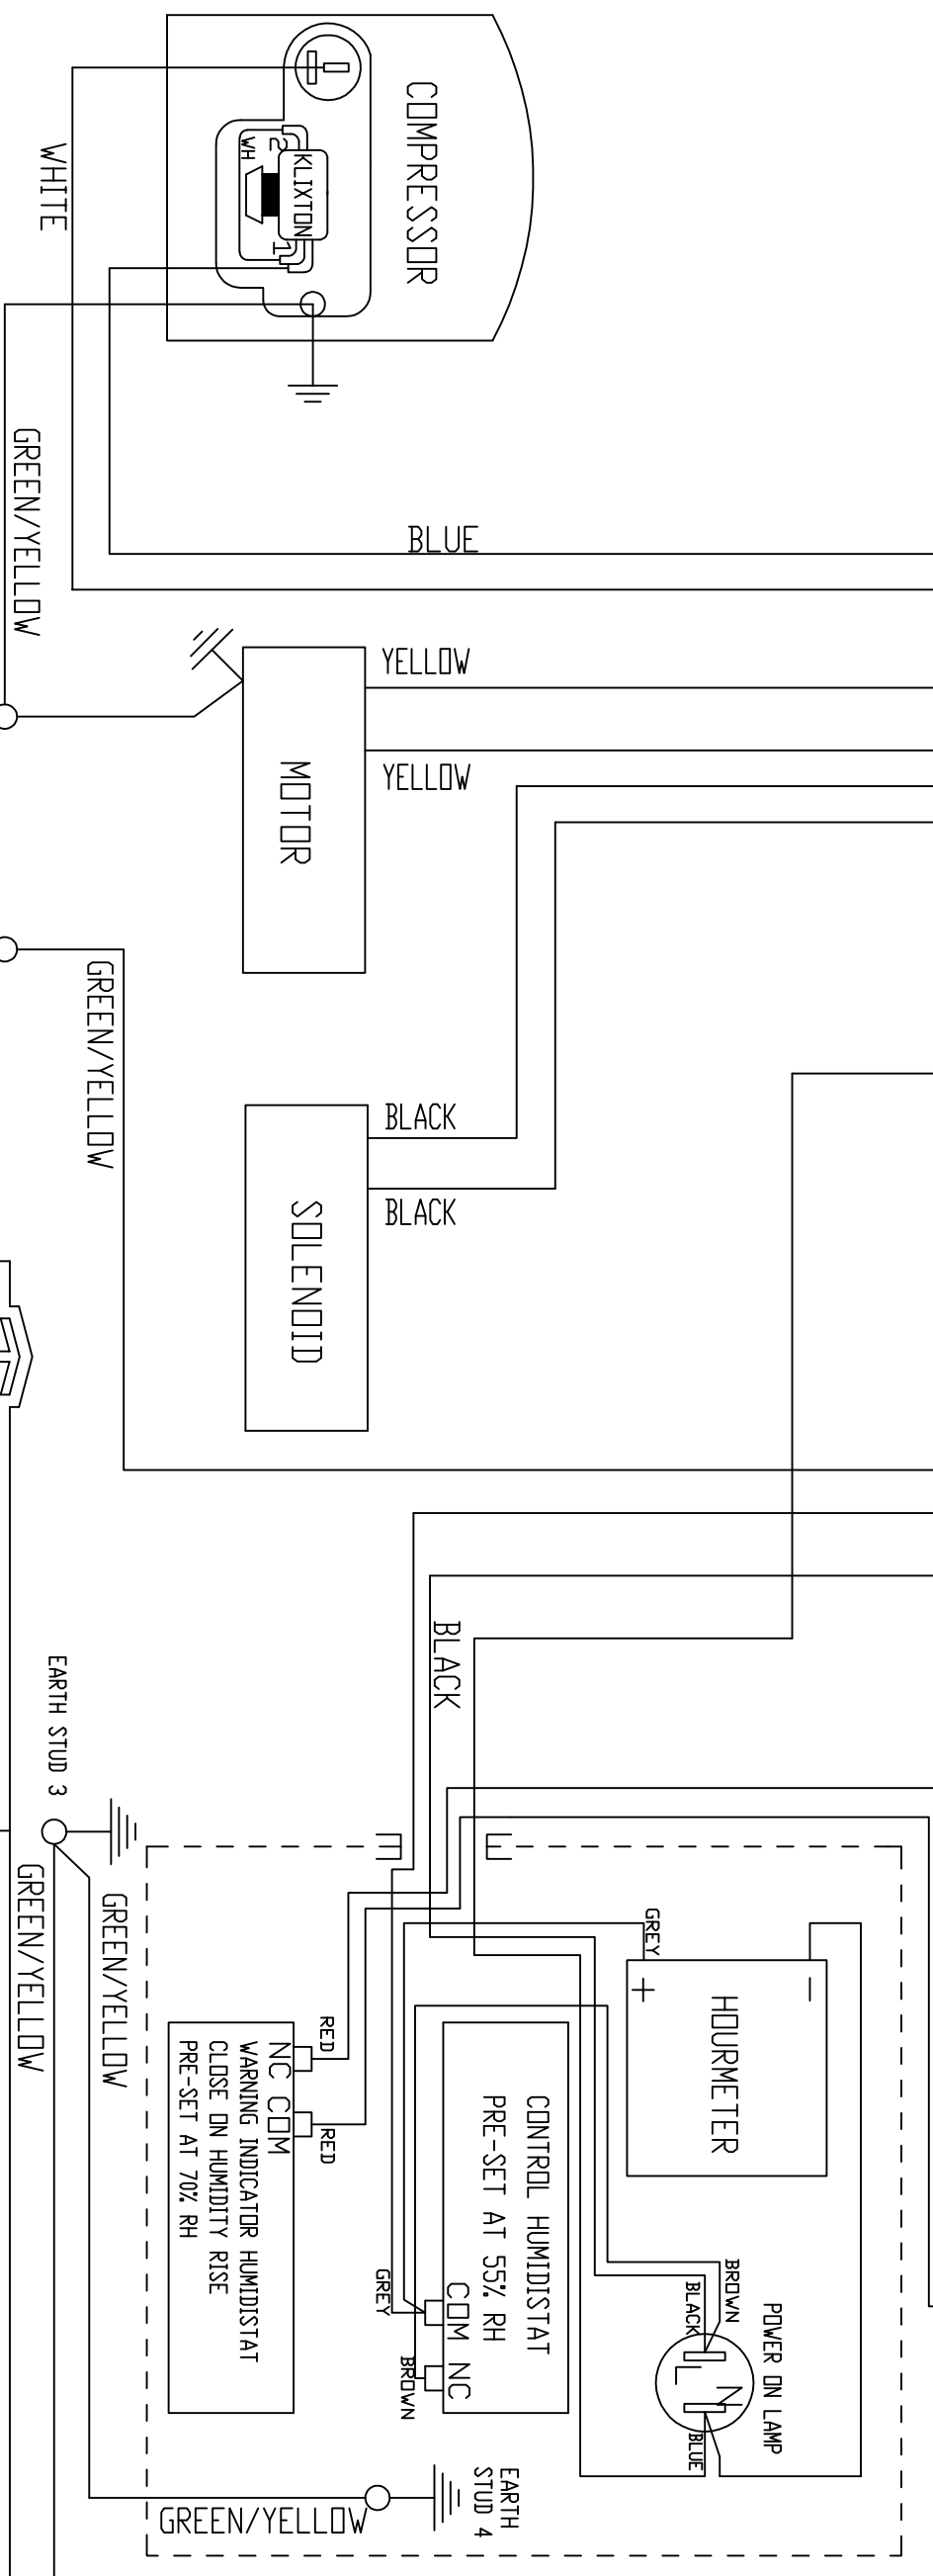 COMPRESSOR
KLIXTON
2
WH
1
WHITE
GREEN/YELLOW
BLUE
YELLOW
MOTOR
YELLOW
GREEN/YELLOW
BLACK
SOLENOID
BLACK
BLACK
EARTH STUD 3
GREEN/YELLOW
GREEN/YELLOW
GREY
+
−
HOURMETER
RED
NC COM
RED
WARNING INDICATOR HUMIDISTAT
CLOSE ON HUMIDITY RISE
PRE-SET AT 70% RH
CONTROL HUMIDISTAT
PRE-SET AT 55% RH
COM NC
GREY
BROWN
BROWN
BLACK
POWER ON LAMP
L N
BLUE
EARTH
STUD 4
GREEN/YELLOW